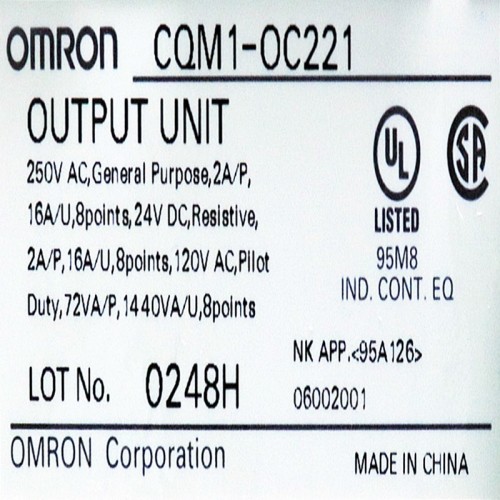 OMRON CQM1-OC221
OUTPUT UNIT
250V AC,General Purpose,2A/P,
16A/U,8points,24V DC,Resistive,
2A/P,16A/U,8points,120V AC,Pilot
Duty,72VA/P,1440VA/U,8points
UL
SA
LISTED
95M8
IND. CONT. EQ
NK APP.<95A126>
LOT No. 0248H
06002001
OMRON Corporation
MADE IN CHINA